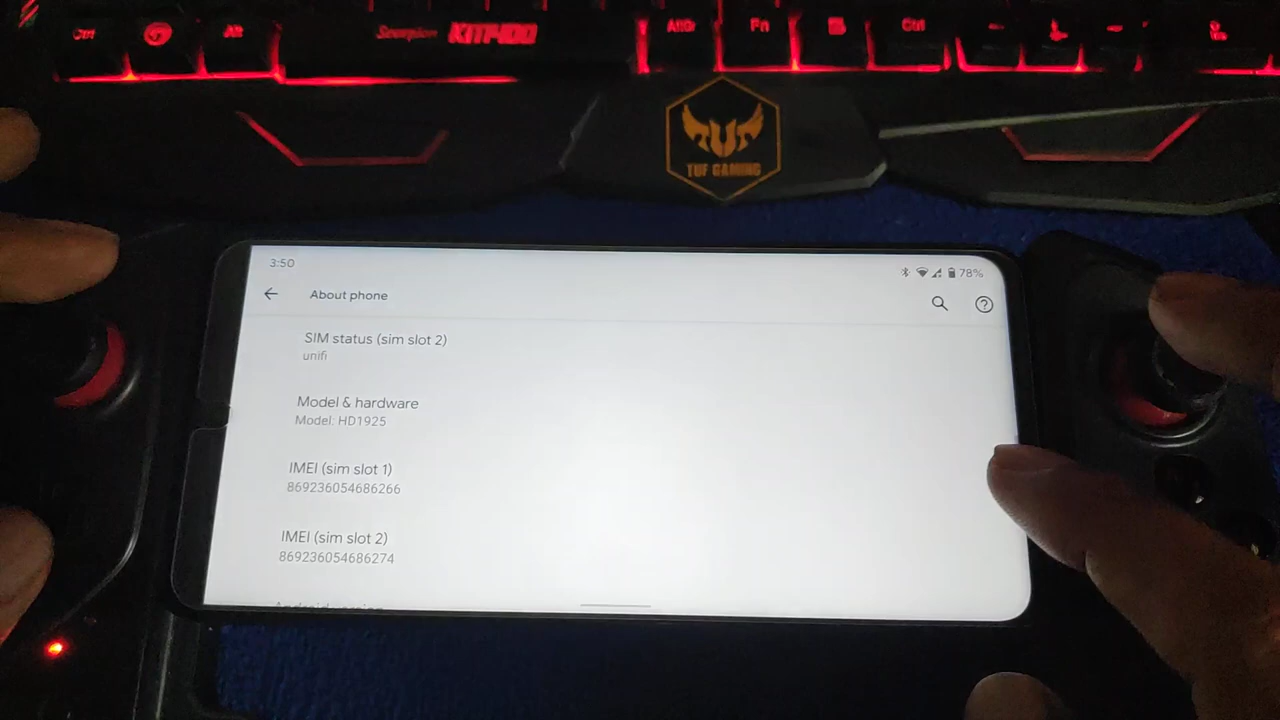 Ctrl Alt Scorpion KM400 AltGr Fn Ctrl
TUF GAMING
3:50
78%
About phone
SIM status (sim slot 2)
unifi
Model & hardware
Model: HD1925
IMEI (sim slot 1)
869236054686266
IMEI (sim slot 2)
869236054686274